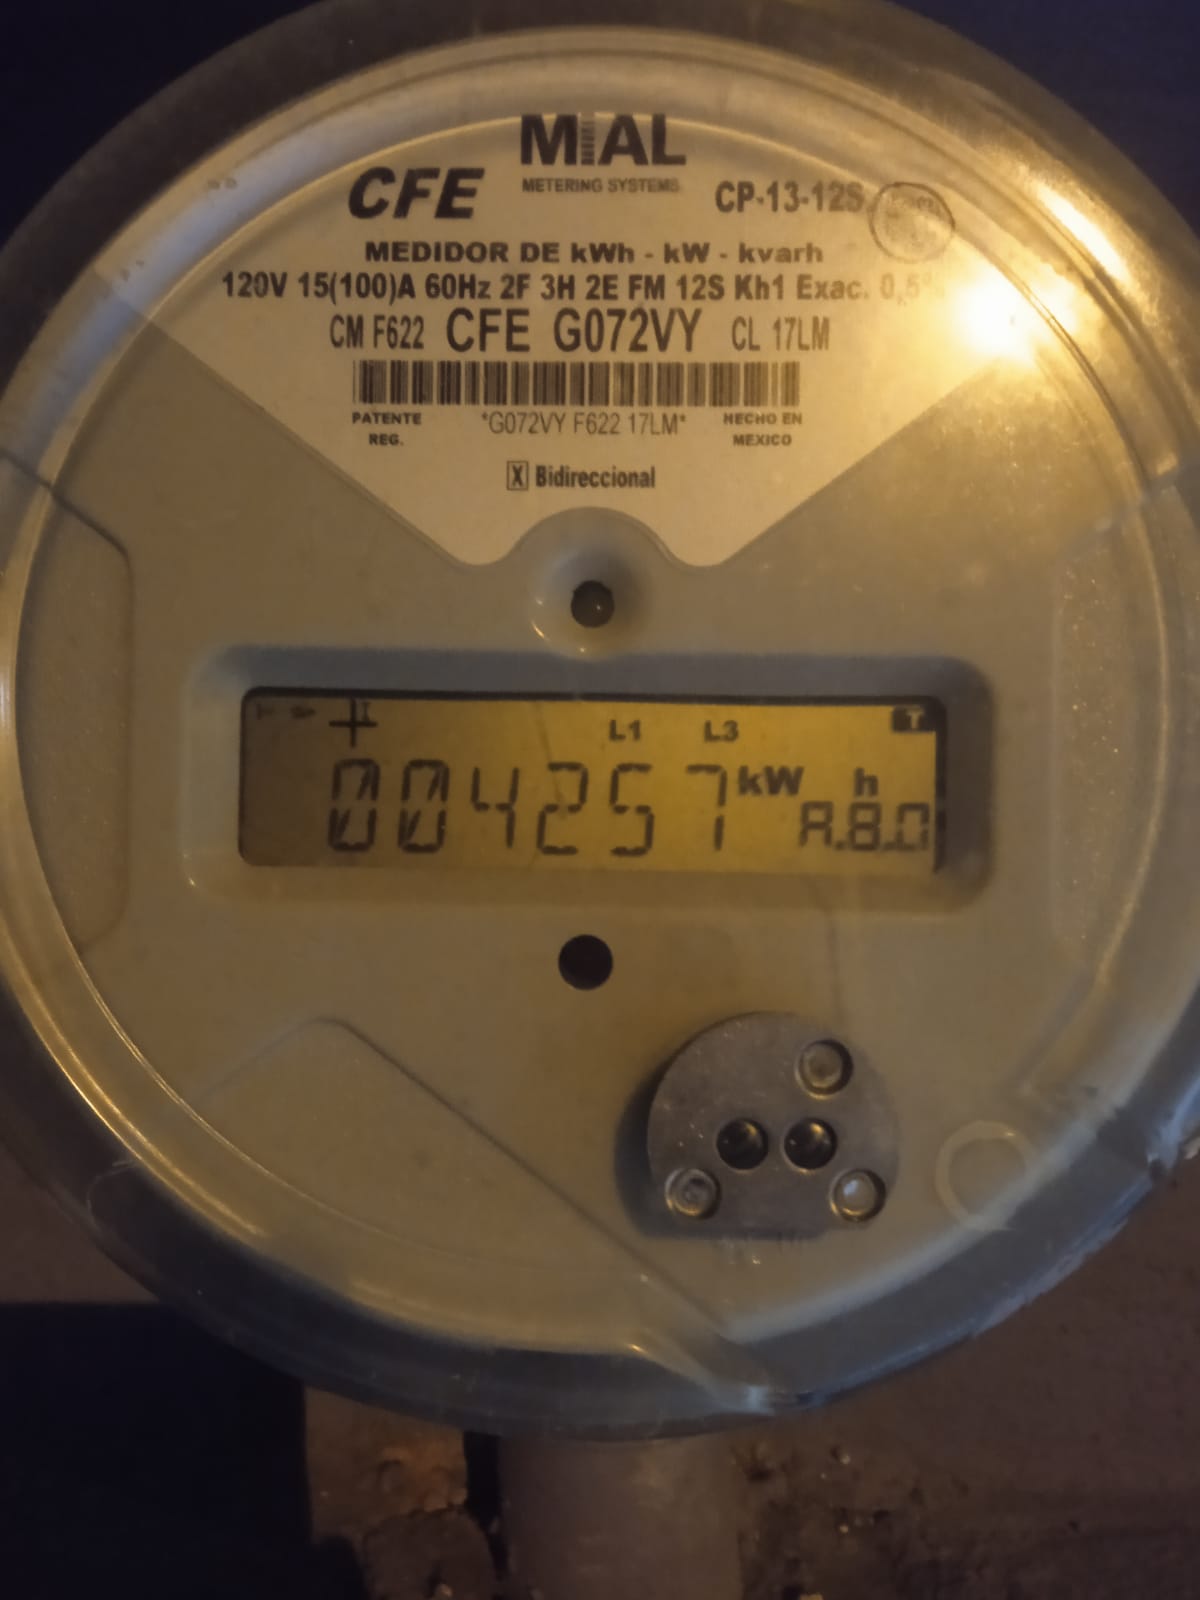 MIAL
METERING SYSTEMS
CFE
CP-13-12S
MEDIDOR DE kWh - kW - kvarh
120V 15(100)A 60Hz 2F 3H 2E FM 12S Kh1 Exac. 0,5
CM F622 CFE G072VY CL 17LM
PATENTE REG.
*G072VY F622 17LM*
HECHO EN MEXICO
X Bidireccional
L1 L3 T
004257 kW h
A.8.0